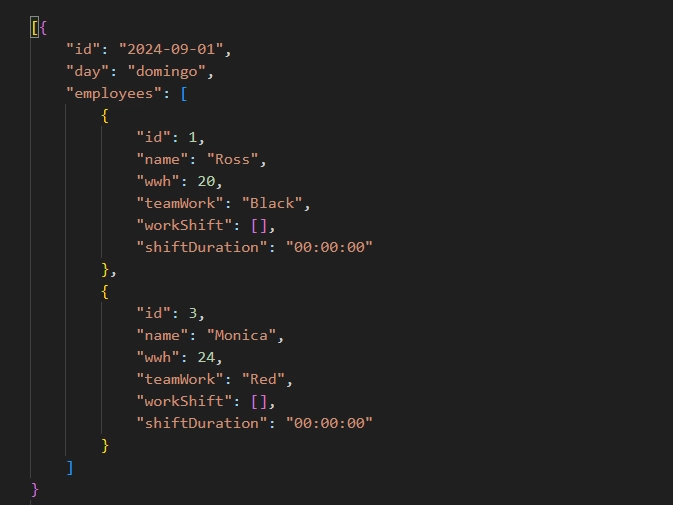 [{
"id": "2024-09-01",
"day": "domingo",
"employees": [
{
"id": 1,
"name": "Ross",
"wwh": 20,
"teamWork": "Black",
"workShift": [],
"shiftDuration": "00:00:00"
},
{
"id": 3,
"name": "Monica",
"wwh": 24,
"teamWork": "Red",
"workShift": [],
"shiftDuration": "00:00:00"
}
]
}